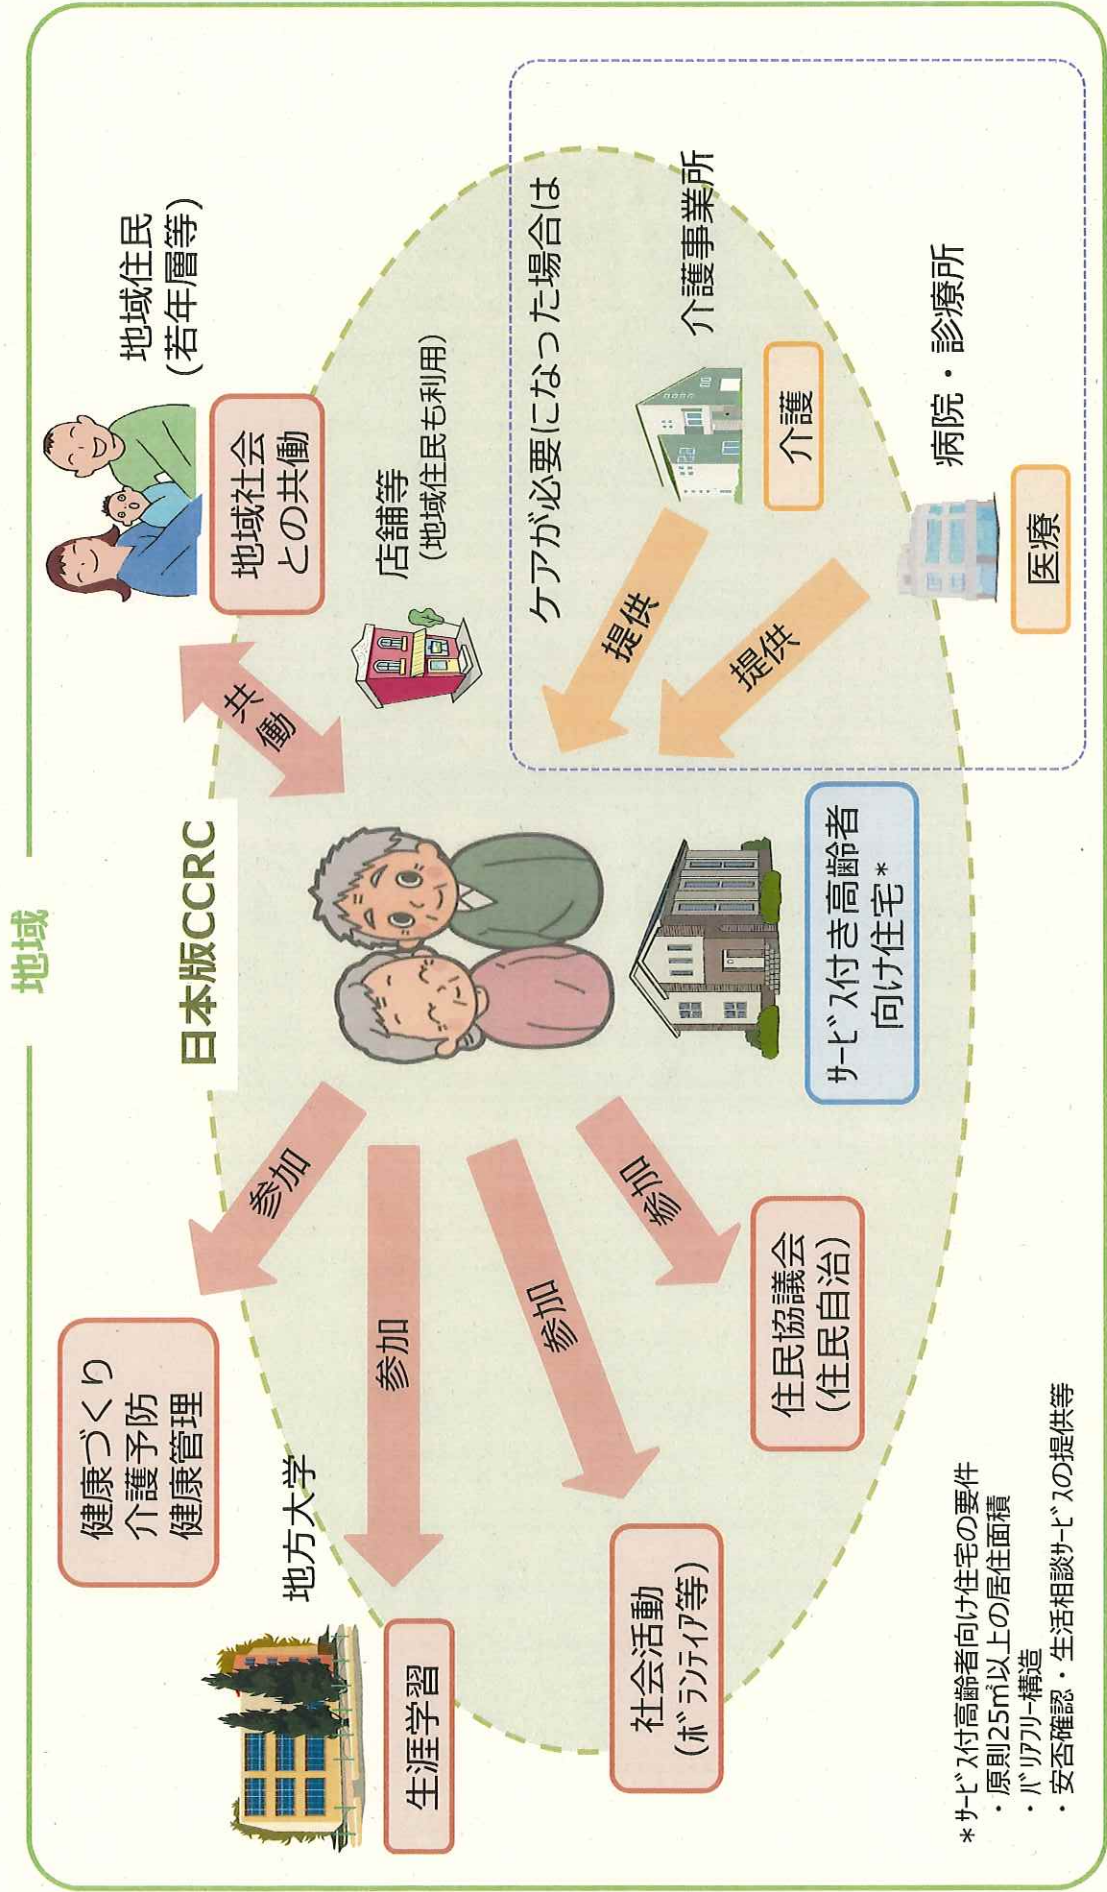 地域
日本版CCRC
健康づくり
介護予防
健康管理
地方大学
生涯学習
社会活動
(ﾎﾞﾗﾝﾃｨｱ等)
住民協議会
(住民自治)
参加
参加
参加
参加
共
働
地域住民
(若年層等)
地域社会
との共働
店舗等
(地域住民も利用)
ケアが必要になった場合は
提供
提供
介護事業所
介護
病院・診療所
医療
ｻｰﾋﾞｽ付き高齢者
向け住宅*
*ｻｰﾋﾞｽ付高齢者向け住宅の要件
・原則25㎡以上の居住面積
・ﾊﾞﾘｱﾌﾘｰ構造
・安否確認・生活相談ｻｰﾋﾞｽの提供等